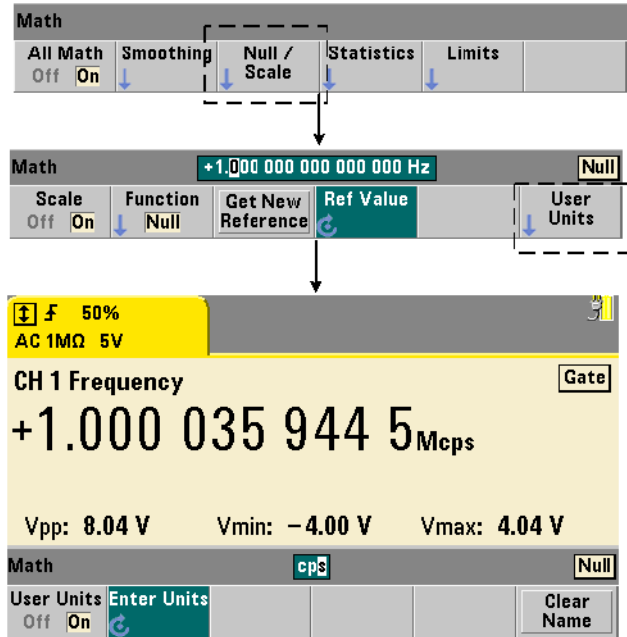 Math
All Math Smoothing Null / Statistics Limits
Off On Scale
Math +1.000 000 000 000 000 Hz Null
Scale Function Get New Ref Value User
Off On Null Reference Units
50%
AC 1MΩ 5V
CH 1 Frequency Gate
+1.000 035 944 5 Mcps
Vpp: 8.04 V Vmin: −4.00 V Vmax: 4.04 V
Math cps Null
User Units Enter Units Clear
Off On Name